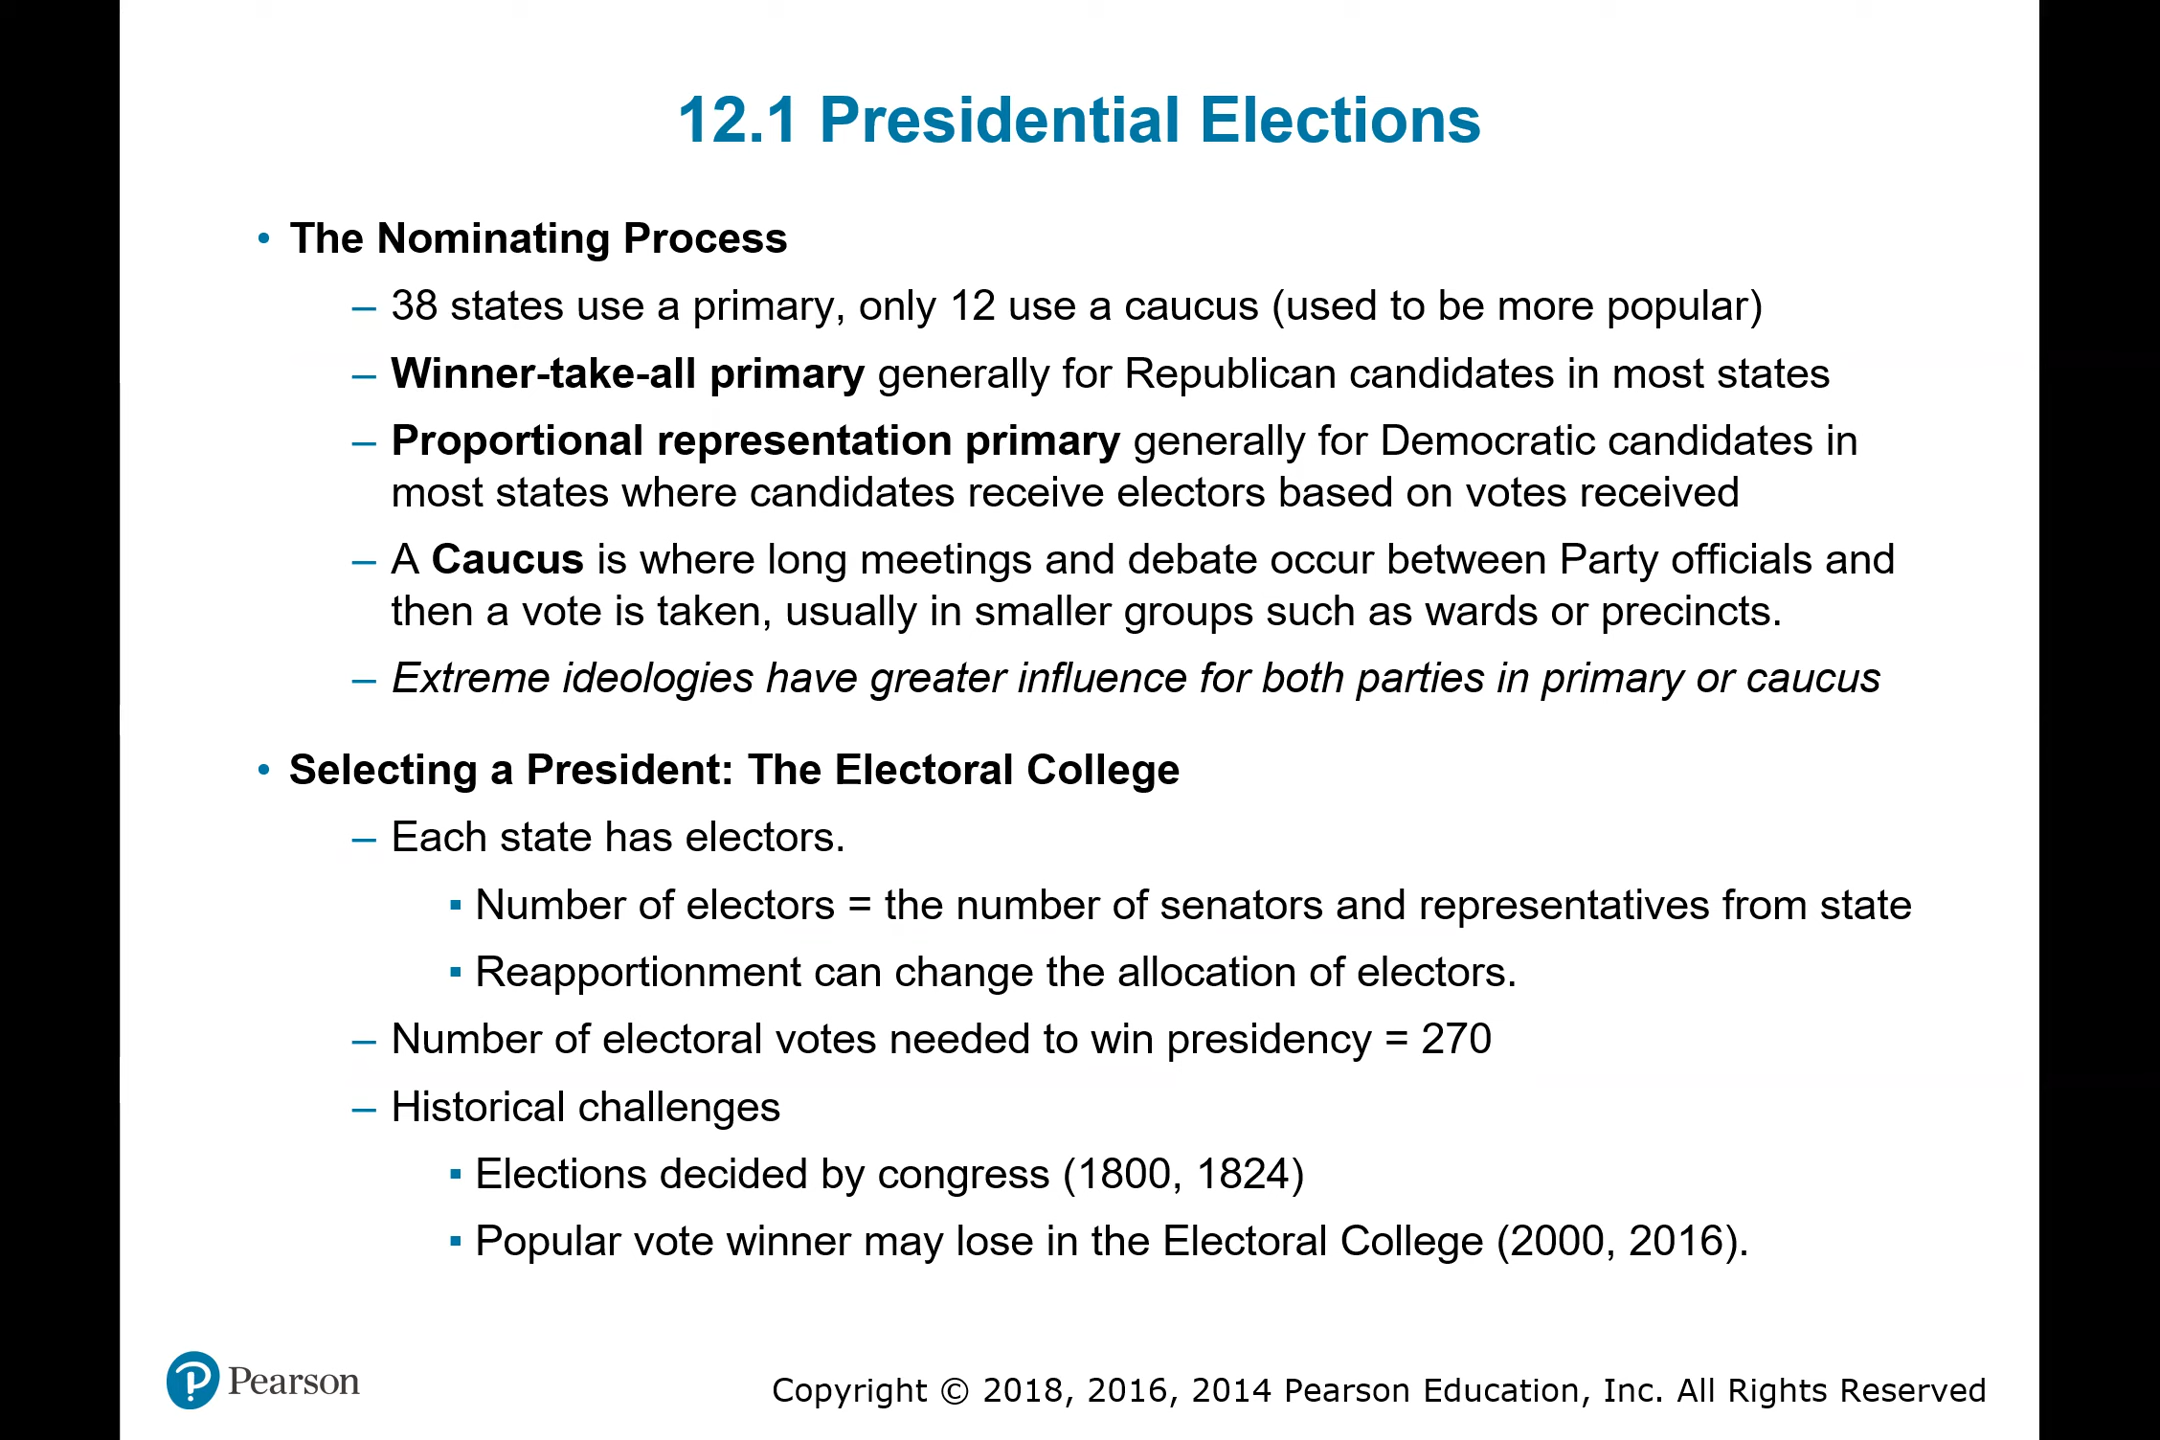 12.1 Presidential Elections
• The Nominating Process
– 38 states use a primary, only 12 use a caucus (used to be more popular)
– Winner-take-all primary generally for Republican candidates in most states
– Proportional representation primary generally for Democratic candidates in
most states where candidates receive electors based on votes received
– A Caucus is where long meetings and debate occur between Party officials and
then a vote is taken, usually in smaller groups such as wards or precincts.
– Extreme ideologies have greater influence for both parties in primary or caucus
• Selecting a President: The Electoral College
– Each state has electors.
▪ Number of electors = the number of senators and representatives from state
▪ Reapportionment can change the allocation of electors.
– Number of electoral votes needed to win presidency = 270
– Historical challenges
▪ Elections decided by congress (1800, 1824)
▪ Popular vote winner may lose in the Electoral College (2000, 2016).
Pearson
Copyright © 2018, 2016, 2014 Pearson Education, Inc. All Rights Reserved